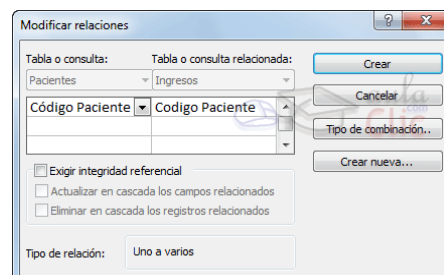 Modificar relaciones
Tabla o consulta: Tabla o consulta relacionada:
Pacientes Ingresos
Código Paciente Codigo Paciente
Exigir integridad referencial
Actualizar en cascada los campos relacionados
Eliminar en cascada los registros relacionados
Tipo de relación: Uno a varios
Crear
Cancelar
Tipo de combinación..
Crear nueva...
aulaClic
.com